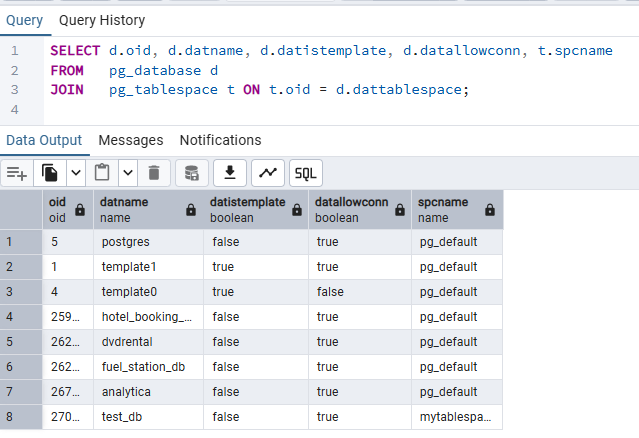 Query Query History
1 SELECT d.oid, d.datname, d.datistemplate, d.datallowconn, t.spcname
2 FROM pg_database d
3 JOIN pg_tablespace t ON t.oid = d.dattablespace;
4
Data Output Messages Notifications
SQL
oid datname datistemplate datallowconn spcname
oid name boolean boolean name
1 5 postgres false true pg_default
2 1 template1 true true pg_default
3 4 template0 true false pg_default
4 259... hotel_booking_... false true pg_default
5 262... dvdrental false true pg_default
6 262... fuel_station_db false true pg_default
7 267... analytica false true pg_default
8 270... test_db false true mytablespa...